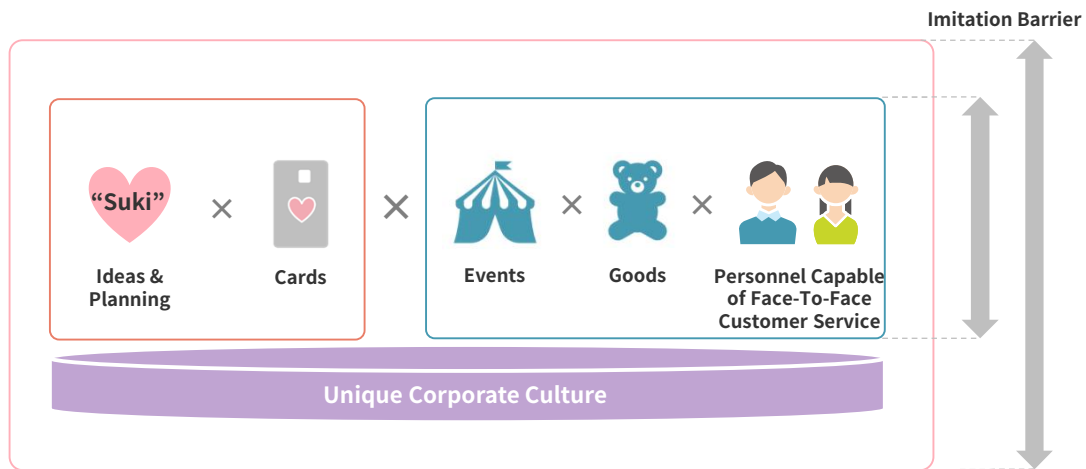 Imitation Barrier
“Suki”
×
×
×
×
Ideas &
Planning
Cards
Events
Goods
Personnel Capable
of Face-To-Face
Customer Service
Unique Corporate Culture